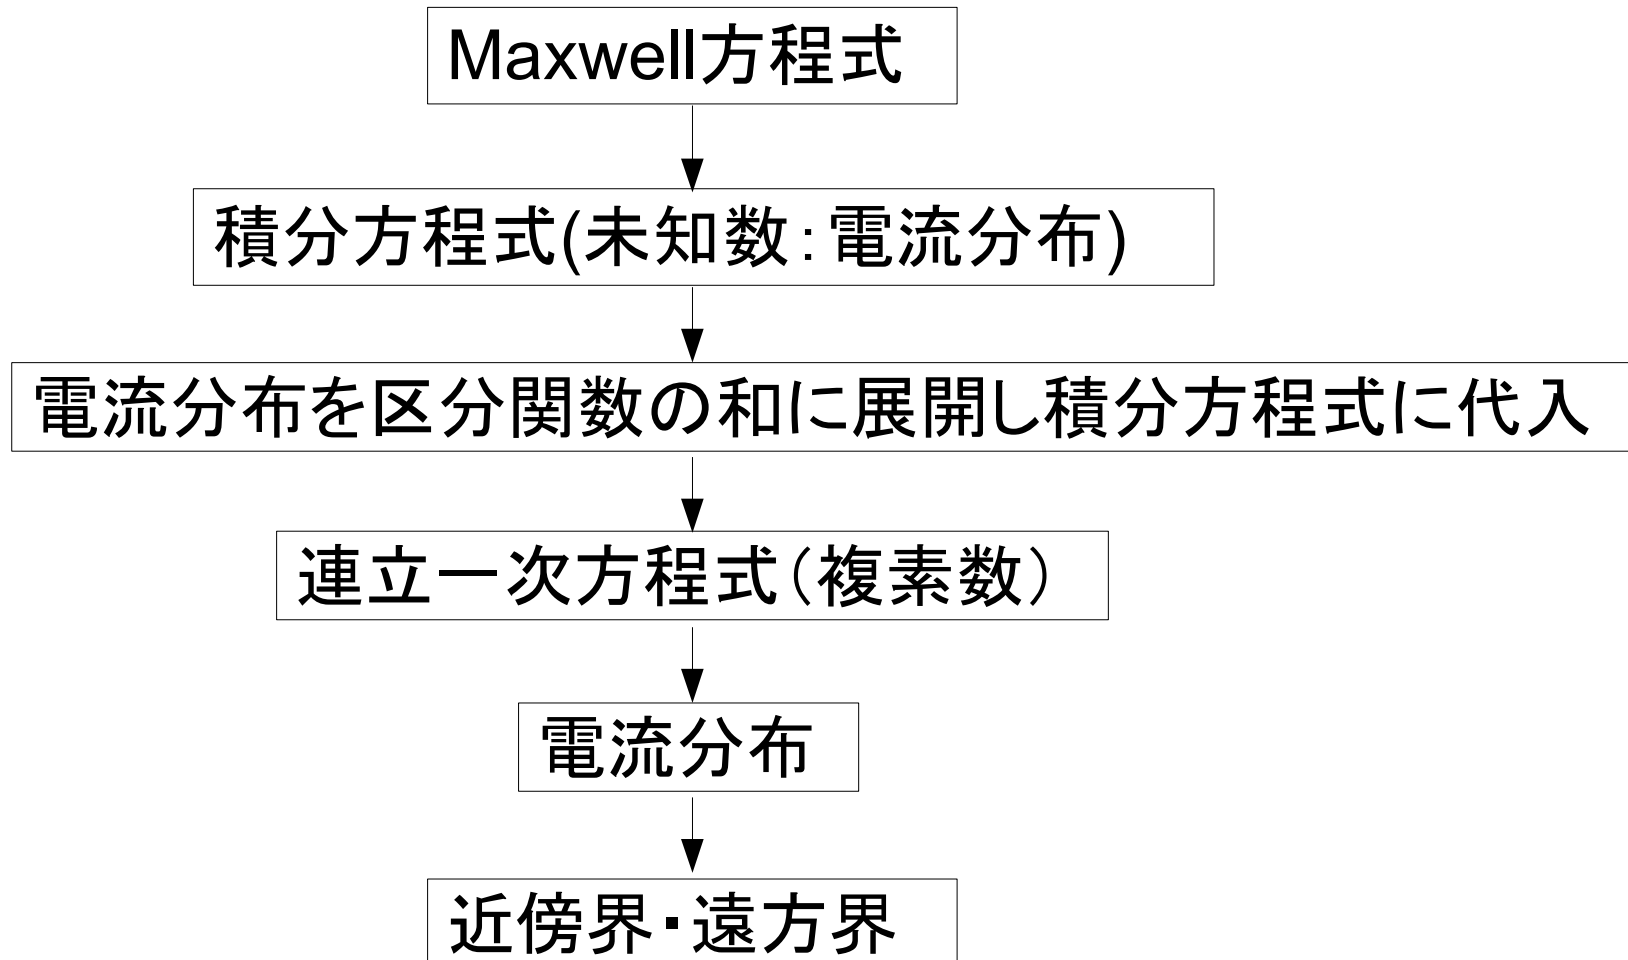 Maxwell方程式
積分方程式(未知数:電流分布)
電流分布を区分関数の和に展開し積分方程式に代入
連立一次方程式（複素数）
電流分布
近傍界・遠方界